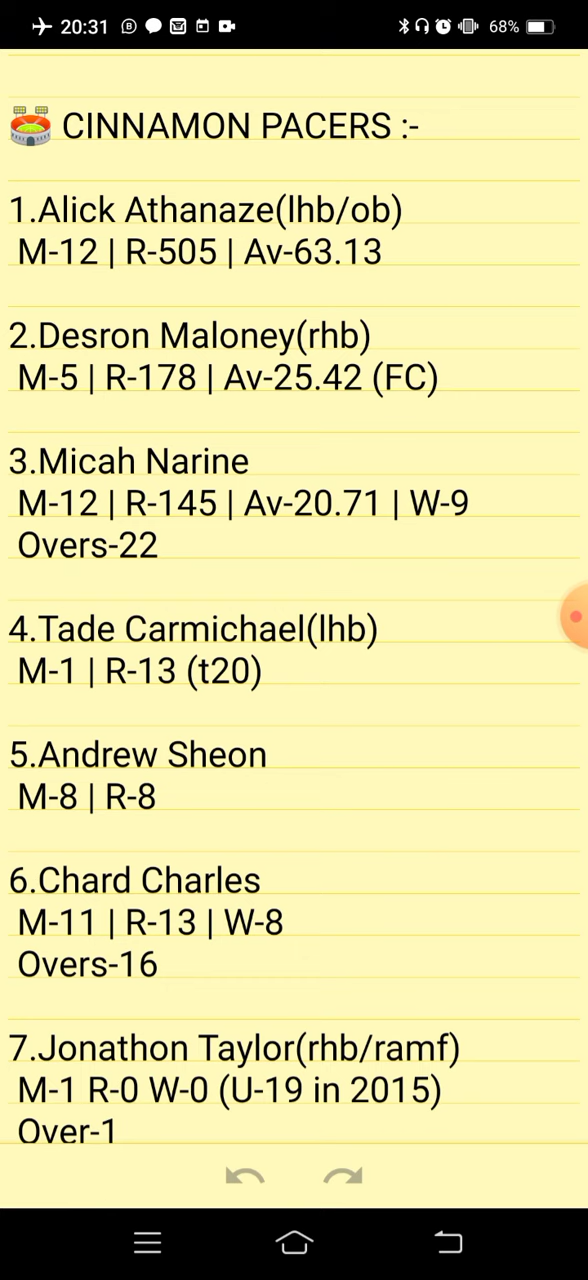 20:31
68%
CINNAMON PACERS :-
1.Alick Athanaze(lhb/ob)
M-12 | R-505 | Av-63.13
2.Desron Maloney(rhb)
M-5 | R-178 | Av-25.42 (FC)
3.Micah Narine
M-12 | R-145 | Av-20.71 | W-9
Overs-22
4.Tade Carmichael(lhb)
M-1 | R-13 (t20)
5.Andrew Sheon
M-8 | R-8
6.Chard Charles
M-11 | R-13 | W-8
Overs-16
7.Jonathon Taylor(rhb/ramf)
M-1 R-0 W-0 (U-19 in 2015)
Over-1